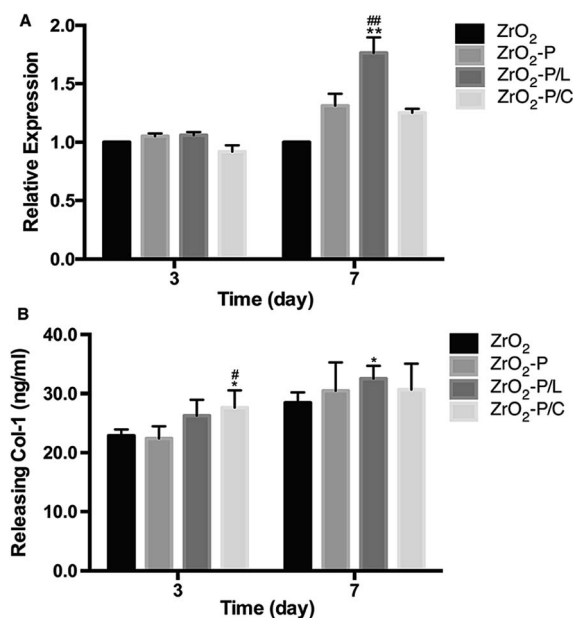 A
Relative Expression
2.0
1.5
1.0
0.5
0.0
##
**
3
7
Time (day)
ZrO₂
ZrO₂-P
ZrO₂-P/L
ZrO₂-P/C
B
Releasing Col-1 (ng/ml)
40.0
30.0
20.0
10.0
0.0
#
*
*
3
7
Time (day)
ZrO₂
ZrO₂-P
ZrO₂-P/L
ZrO₂-P/C